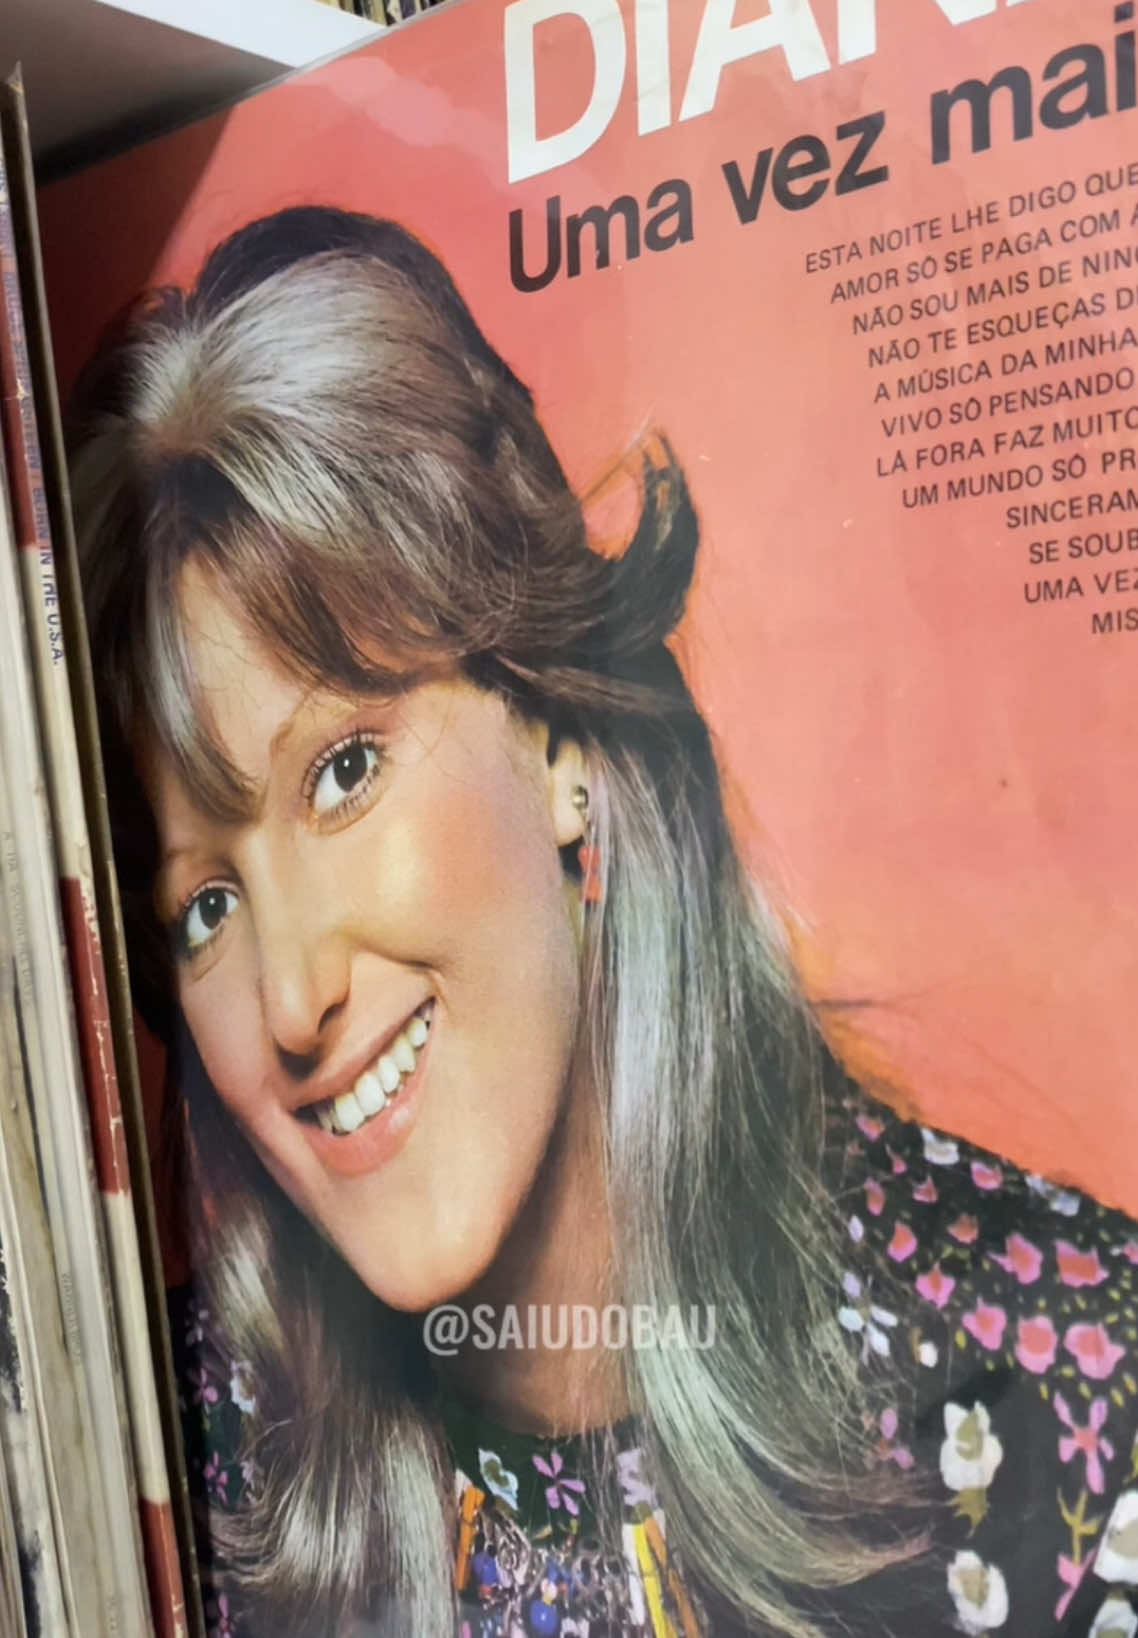 DIAN
Uma vez mai
ESTA NOITE LHE DIGO QUE
AMOR SÓ SE PAGA COM A
NÃO SOU MAIS DE NING
NÃO TE ESQUEÇAS D
A MÚSICA DA MINHA
VIVO SÓ PENSANDO
LÁ FORA FAZ MUITO
UM MUNDO SÓ PR
SINCERAM
SE SOUB
UMA VEZ
MIS
BORN IN THE U.S.A.
@SAIUDOBAU